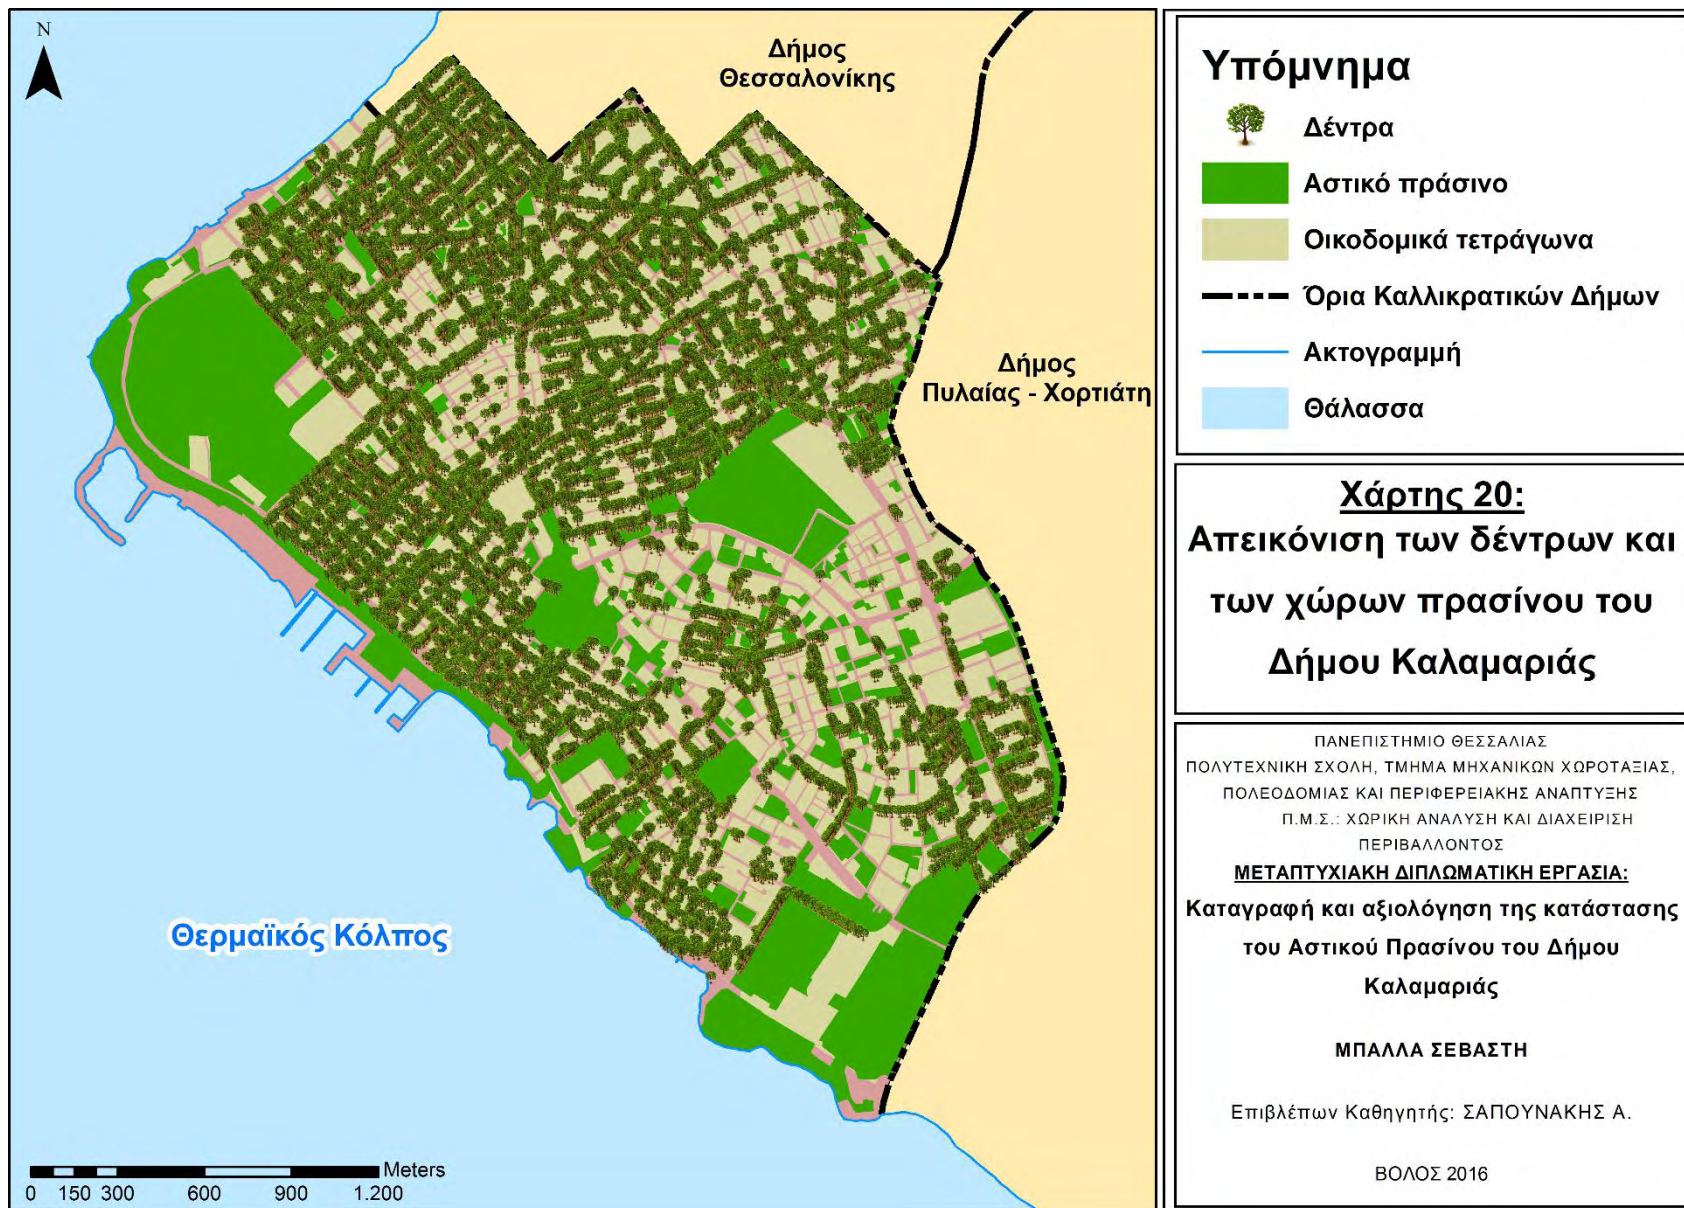 N
Δήμος
Θεσσαλονίκης
Δήμος
Πυλαίας - Χορτιάτη
Θερμαϊκός Κόλπος
Meters
0 150 300 600 900 1.200
Υπόμνημα
Δέντρα
Αστικό πράσινο
Οικοδομικά τετράγωνα
Όρια Καλλικρατικών Δήμων
Ακτογραμμή
Θάλασσα
Χάρτης 20:
Απεικόνιση των δέντρων και
των χώρων πρασίνου του
Δήμου Καλαμαριάς
ΠΑΝΕΠΙΣΤΗΜΙΟ ΘΕΣΣΑΛΙΑΣ
ΠΟΛΥΤΕΧΝΙΚΗ ΣΧΟΛΗ, ΤΜΗΜΑ ΜΗΧΑΝΙΚΩΝ ΧΩΡΟΤΑΞΙΑΣ,
ΠΟΛΕΟΔΟΜΙΑΣ ΚΑΙ ΠΕΡΙΦΕΡΕΙΑΚΗΣ ΑΝΑΠΤΥΞΗΣ
Π.Μ.Σ.: ΧΩΡΙΚΗ ΑΝΑΛΥΣΗ ΚΑΙ ΔΙΑΧΕΙΡΙΣΗ
ΠΕΡΙΒΑΛΛΟΝΤΟΣ
ΜΕΤΑΠΤΥΧΙΑΚΗ ΔΙΠΛΩΜΑΤΙΚΗ ΕΡΓΑΣΙΑ:
Καταγραφή και αξιολόγηση της κατάστασης
του Αστικού Πρασίνου του Δήμου
Καλαμαριάς
ΜΠΑΛΛΑ ΣΕΒΑΣΤΗ
Επιβλέπων Καθηγητής: ΣΑΠΟΥΝΑΚΗΣ Α.
ΒΟΛΟΣ 2016